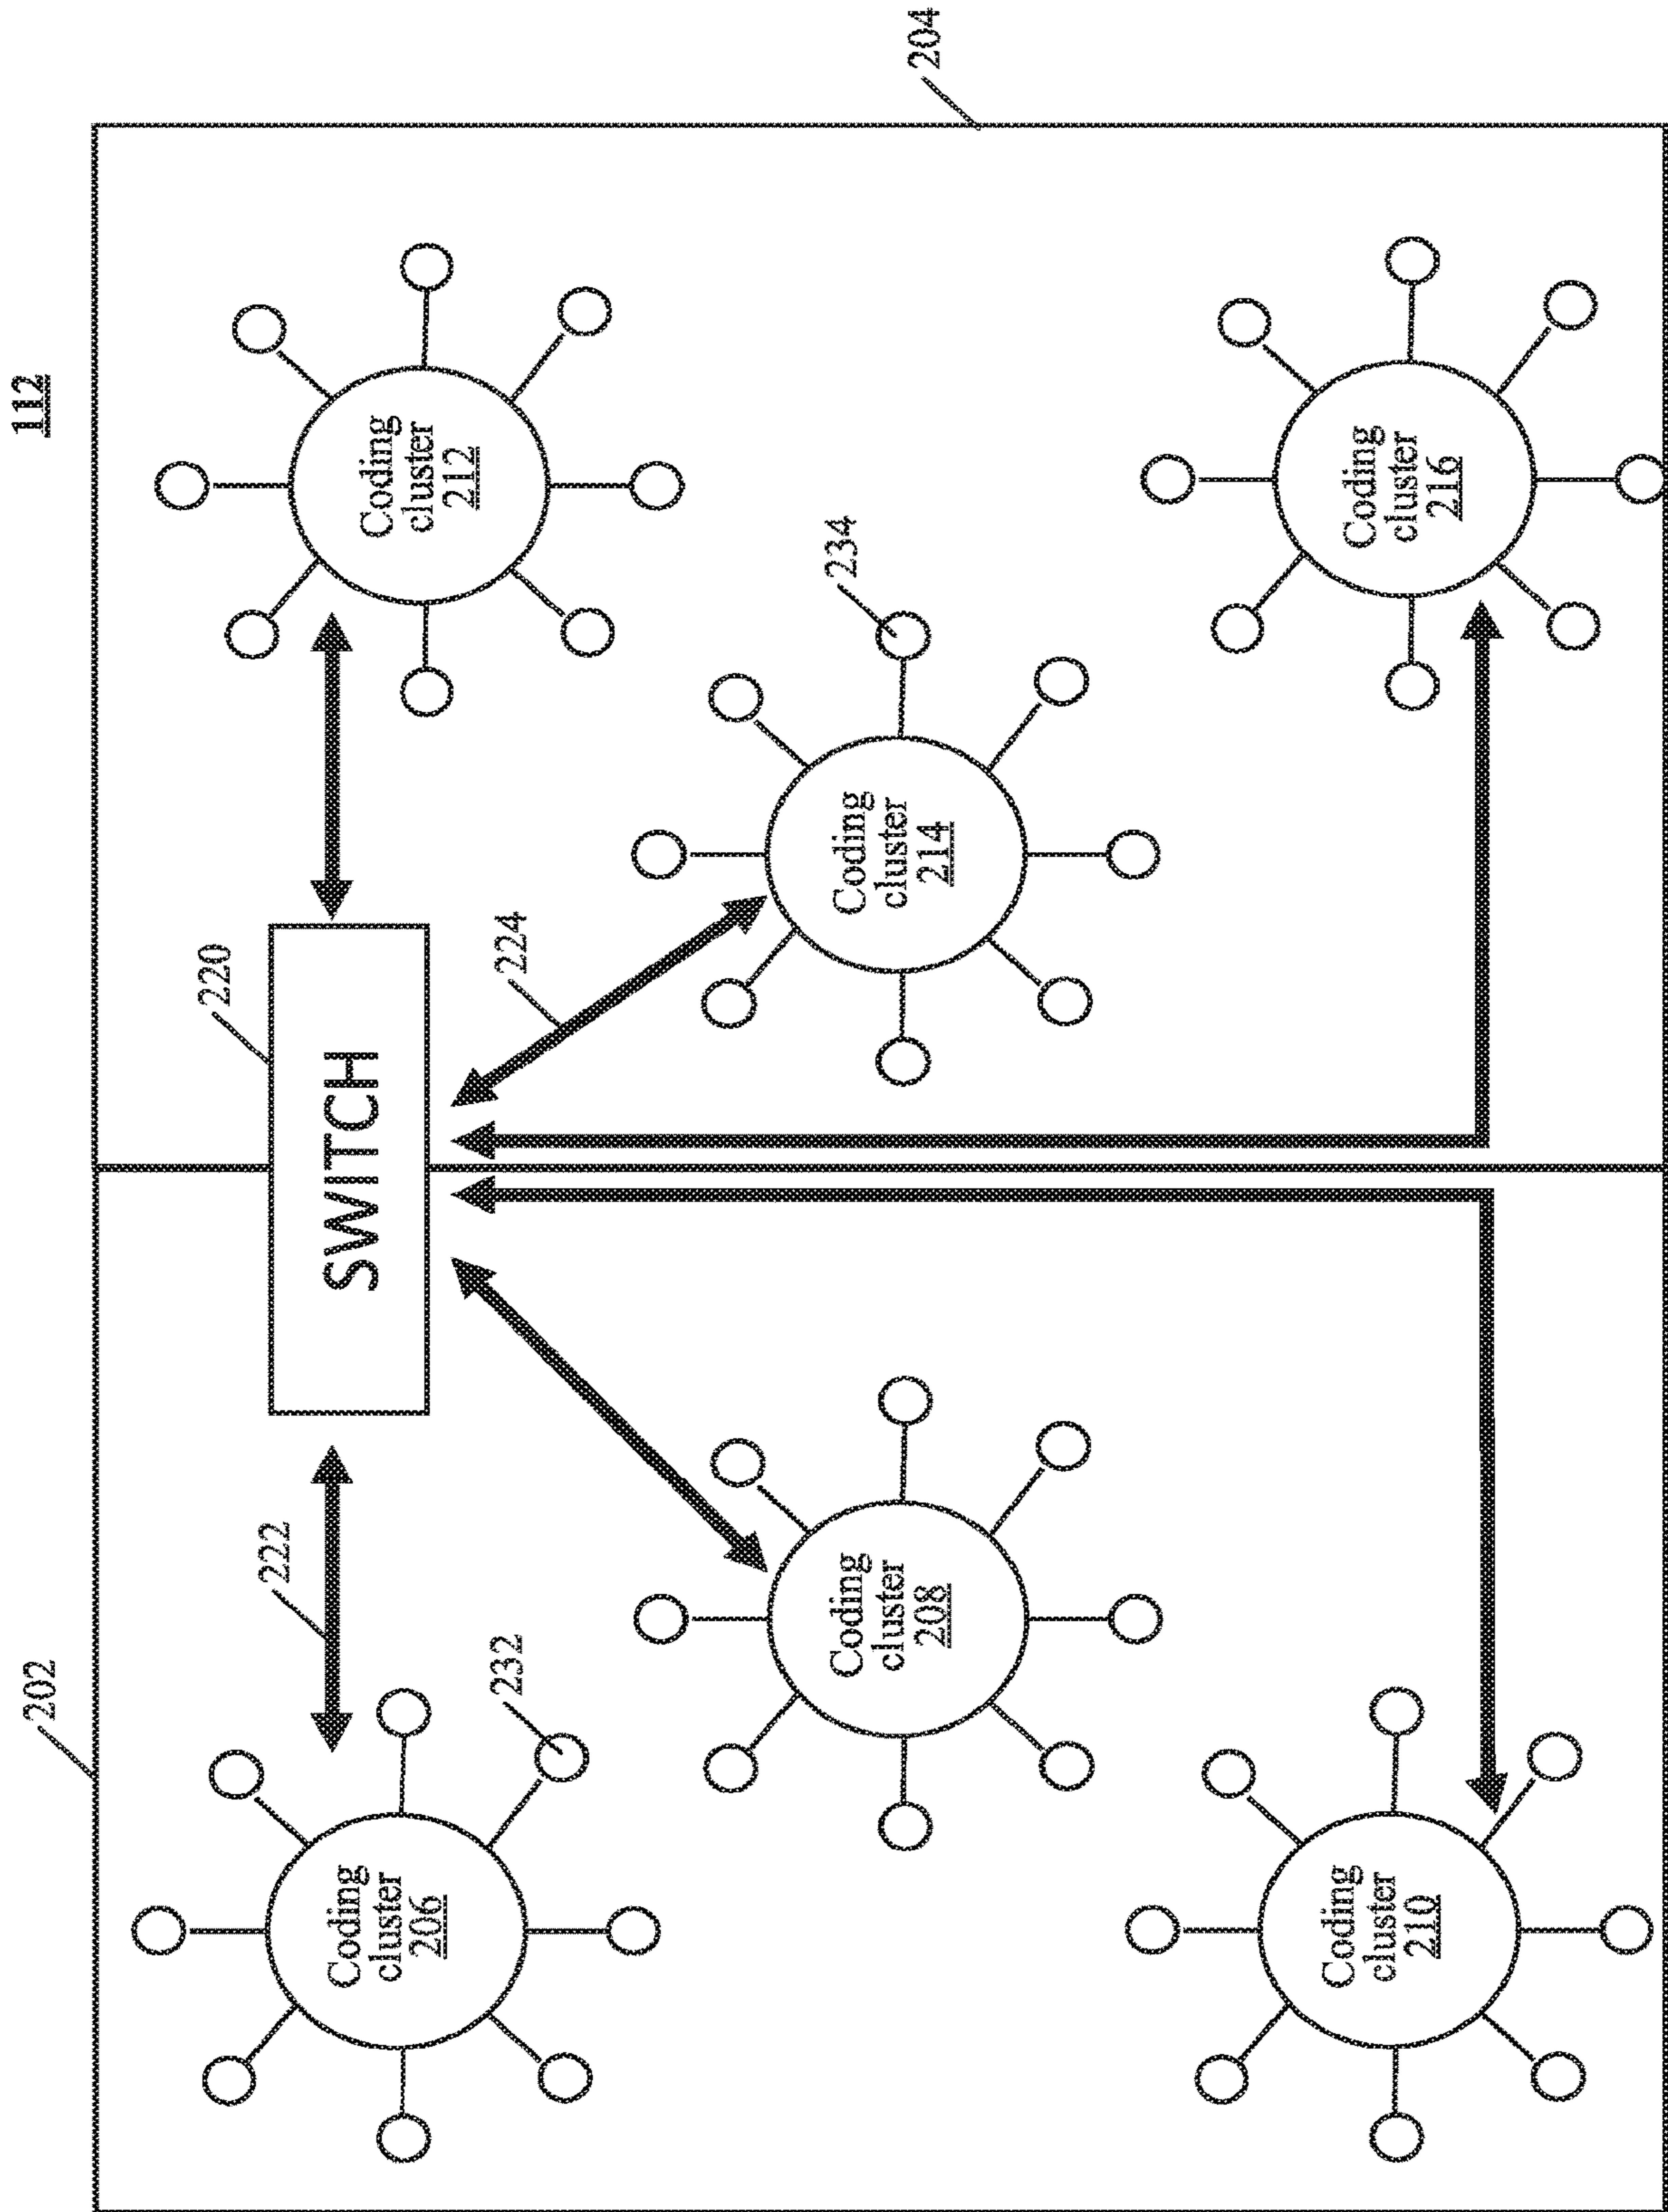 112
202
204
220
SWITCH
222
224
Coding
cluster
206
232
Coding
cluster
212
Coding
cluster
208
Coding
cluster
214
234
Coding
cluster
210
Coding
cluster
216